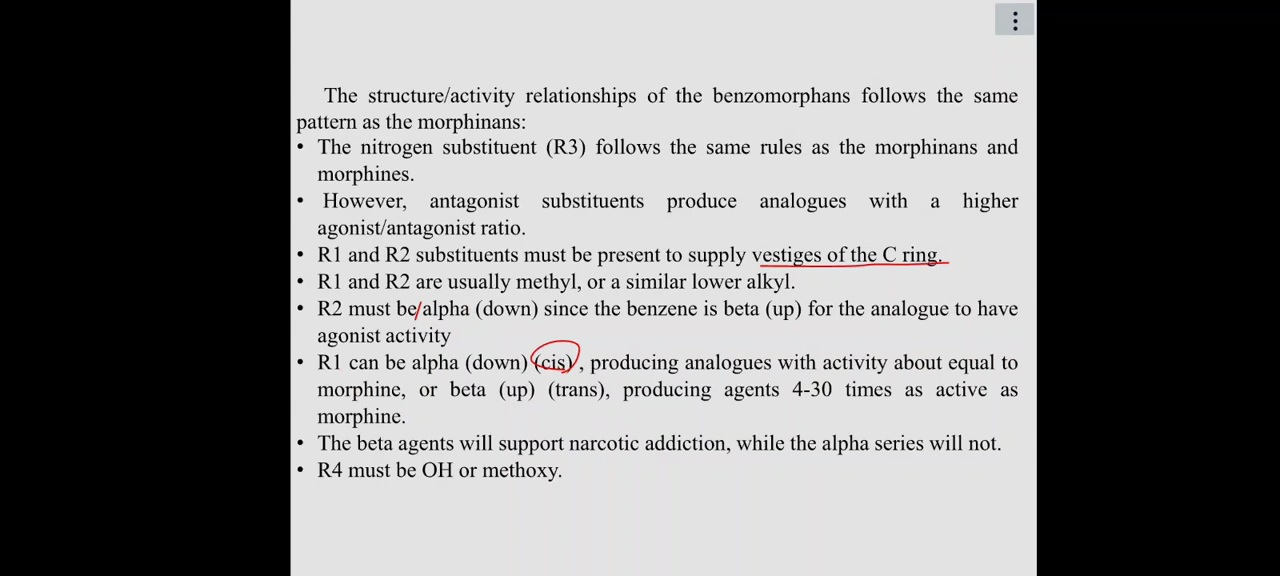 The structure/activity relationships of the benzomorphans follows the same
pattern as the morphinans:
• The nitrogen substituent (R3) follows the same rules as the morphinans and
morphines.
• However, antagonist substituents produce analogues with a higher
agonist/antagonist ratio.
• R1 and R2 substituents must be present to supply vestiges of the C ring.
• R1 and R2 are usually methyl, or a similar lower alkyl.
• R2 must be alpha (down) since the benzene is beta (up) for the analogue to have
agonist activity
• R1 can be alpha (down) (cis) , producing analogues with activity about equal to
morphine, or beta (up) (trans), producing agents 4-30 times as active as
morphine.
• The beta agents will support narcotic addiction, while the alpha series will not.
• R4 must be OH or methoxy.